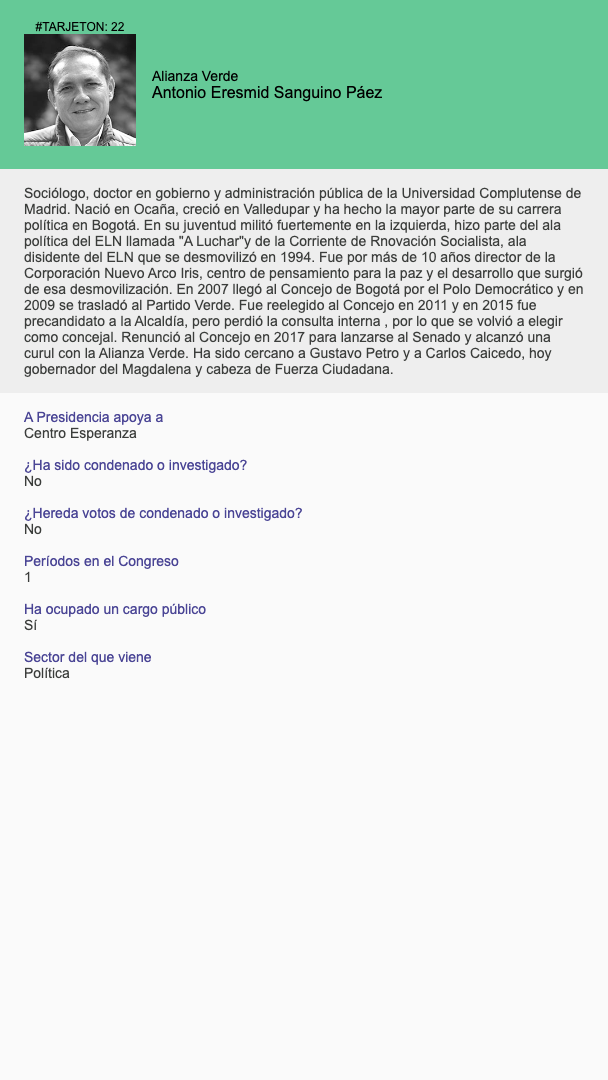 #TARJETON: 22
Alianza Verde
Antonio Eresmid Sanguino Páez
Sociólogo, doctor en gobierno y administración pública de la Universidad Complutense de
Madrid. Nació en Ocaña, creció en Valledupar y ha hecho la mayor parte de su carrera
política en Bogotá. En su juventud militó fuertemente en la izquierda, hizo parte del ala
política del ELN llamada "A Luchar"y de la Corriente de Rnovación Socialista, ala
disidente del ELN que se desmovilizó en 1994. Fue por más de 10 años director de la
Corporación Nuevo Arco Iris, centro de pensamiento para la paz y el desarrollo que surgió
de esa desmovilización. En 2007 llegó al Concejo de Bogotá por el Polo Democrático y en
2009 se trasladó al Partido Verde. Fue reelegido al Concejo en 2011 y en 2015 fue
precandidato a la Alcaldía, pero perdió la consulta interna , por lo que se volvió a elegir
como concejal. Renunció al Concejo en 2017 para lanzarse al Senado y alcanzó una
curul con la Alianza Verde. Ha sido cercano a Gustavo Petro y a Carlos Caicedo, hoy
gobernador del Magdalena y cabeza de Fuerza Ciudadana.
A Presidencia apoya a
Centro Esperanza
¿Ha sido condenado o investigado?
No
¿Hereda votos de condenado o investigado?
No
Períodos en el Congreso
1
Ha ocupado un cargo público
Sí
Sector del que viene
Política